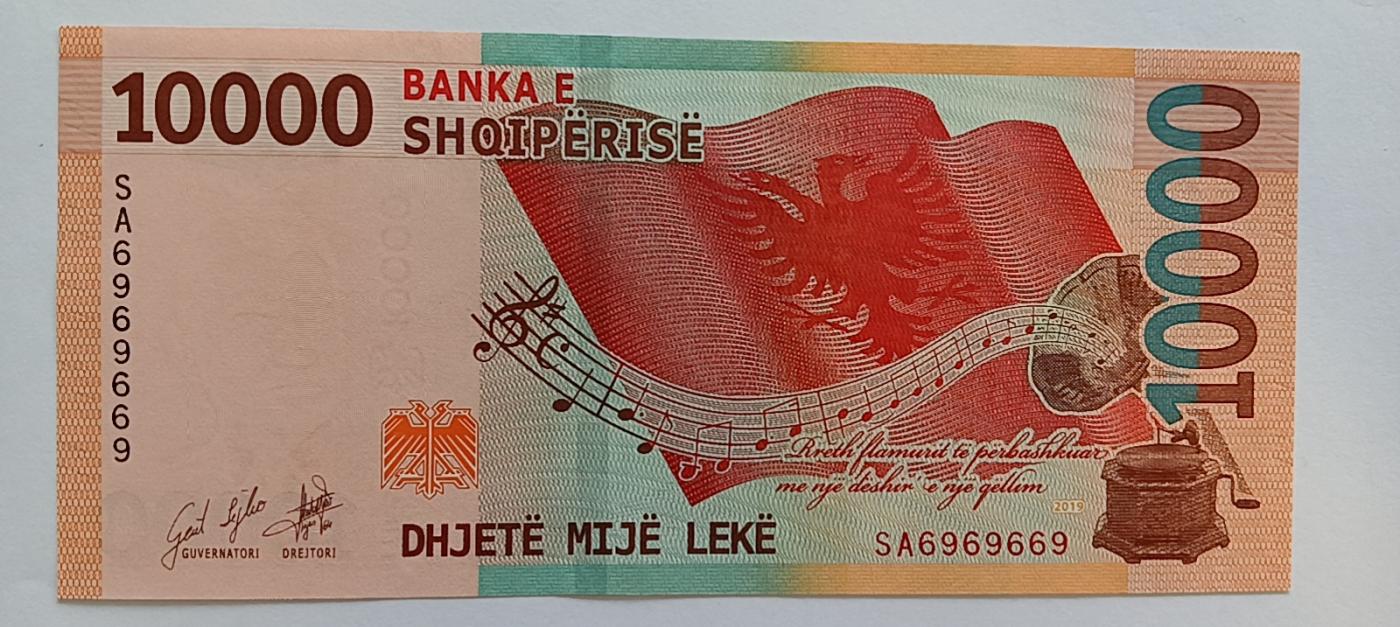 10000
BANKA E
SHQIPËRISË
10000
SA6969669
Rreth flamurit të përbashkuar
me një dëshir' e një qëllim
2019
GUVERNATORI DREJTORI
DHJETË MIJË LEKË
SA6969669